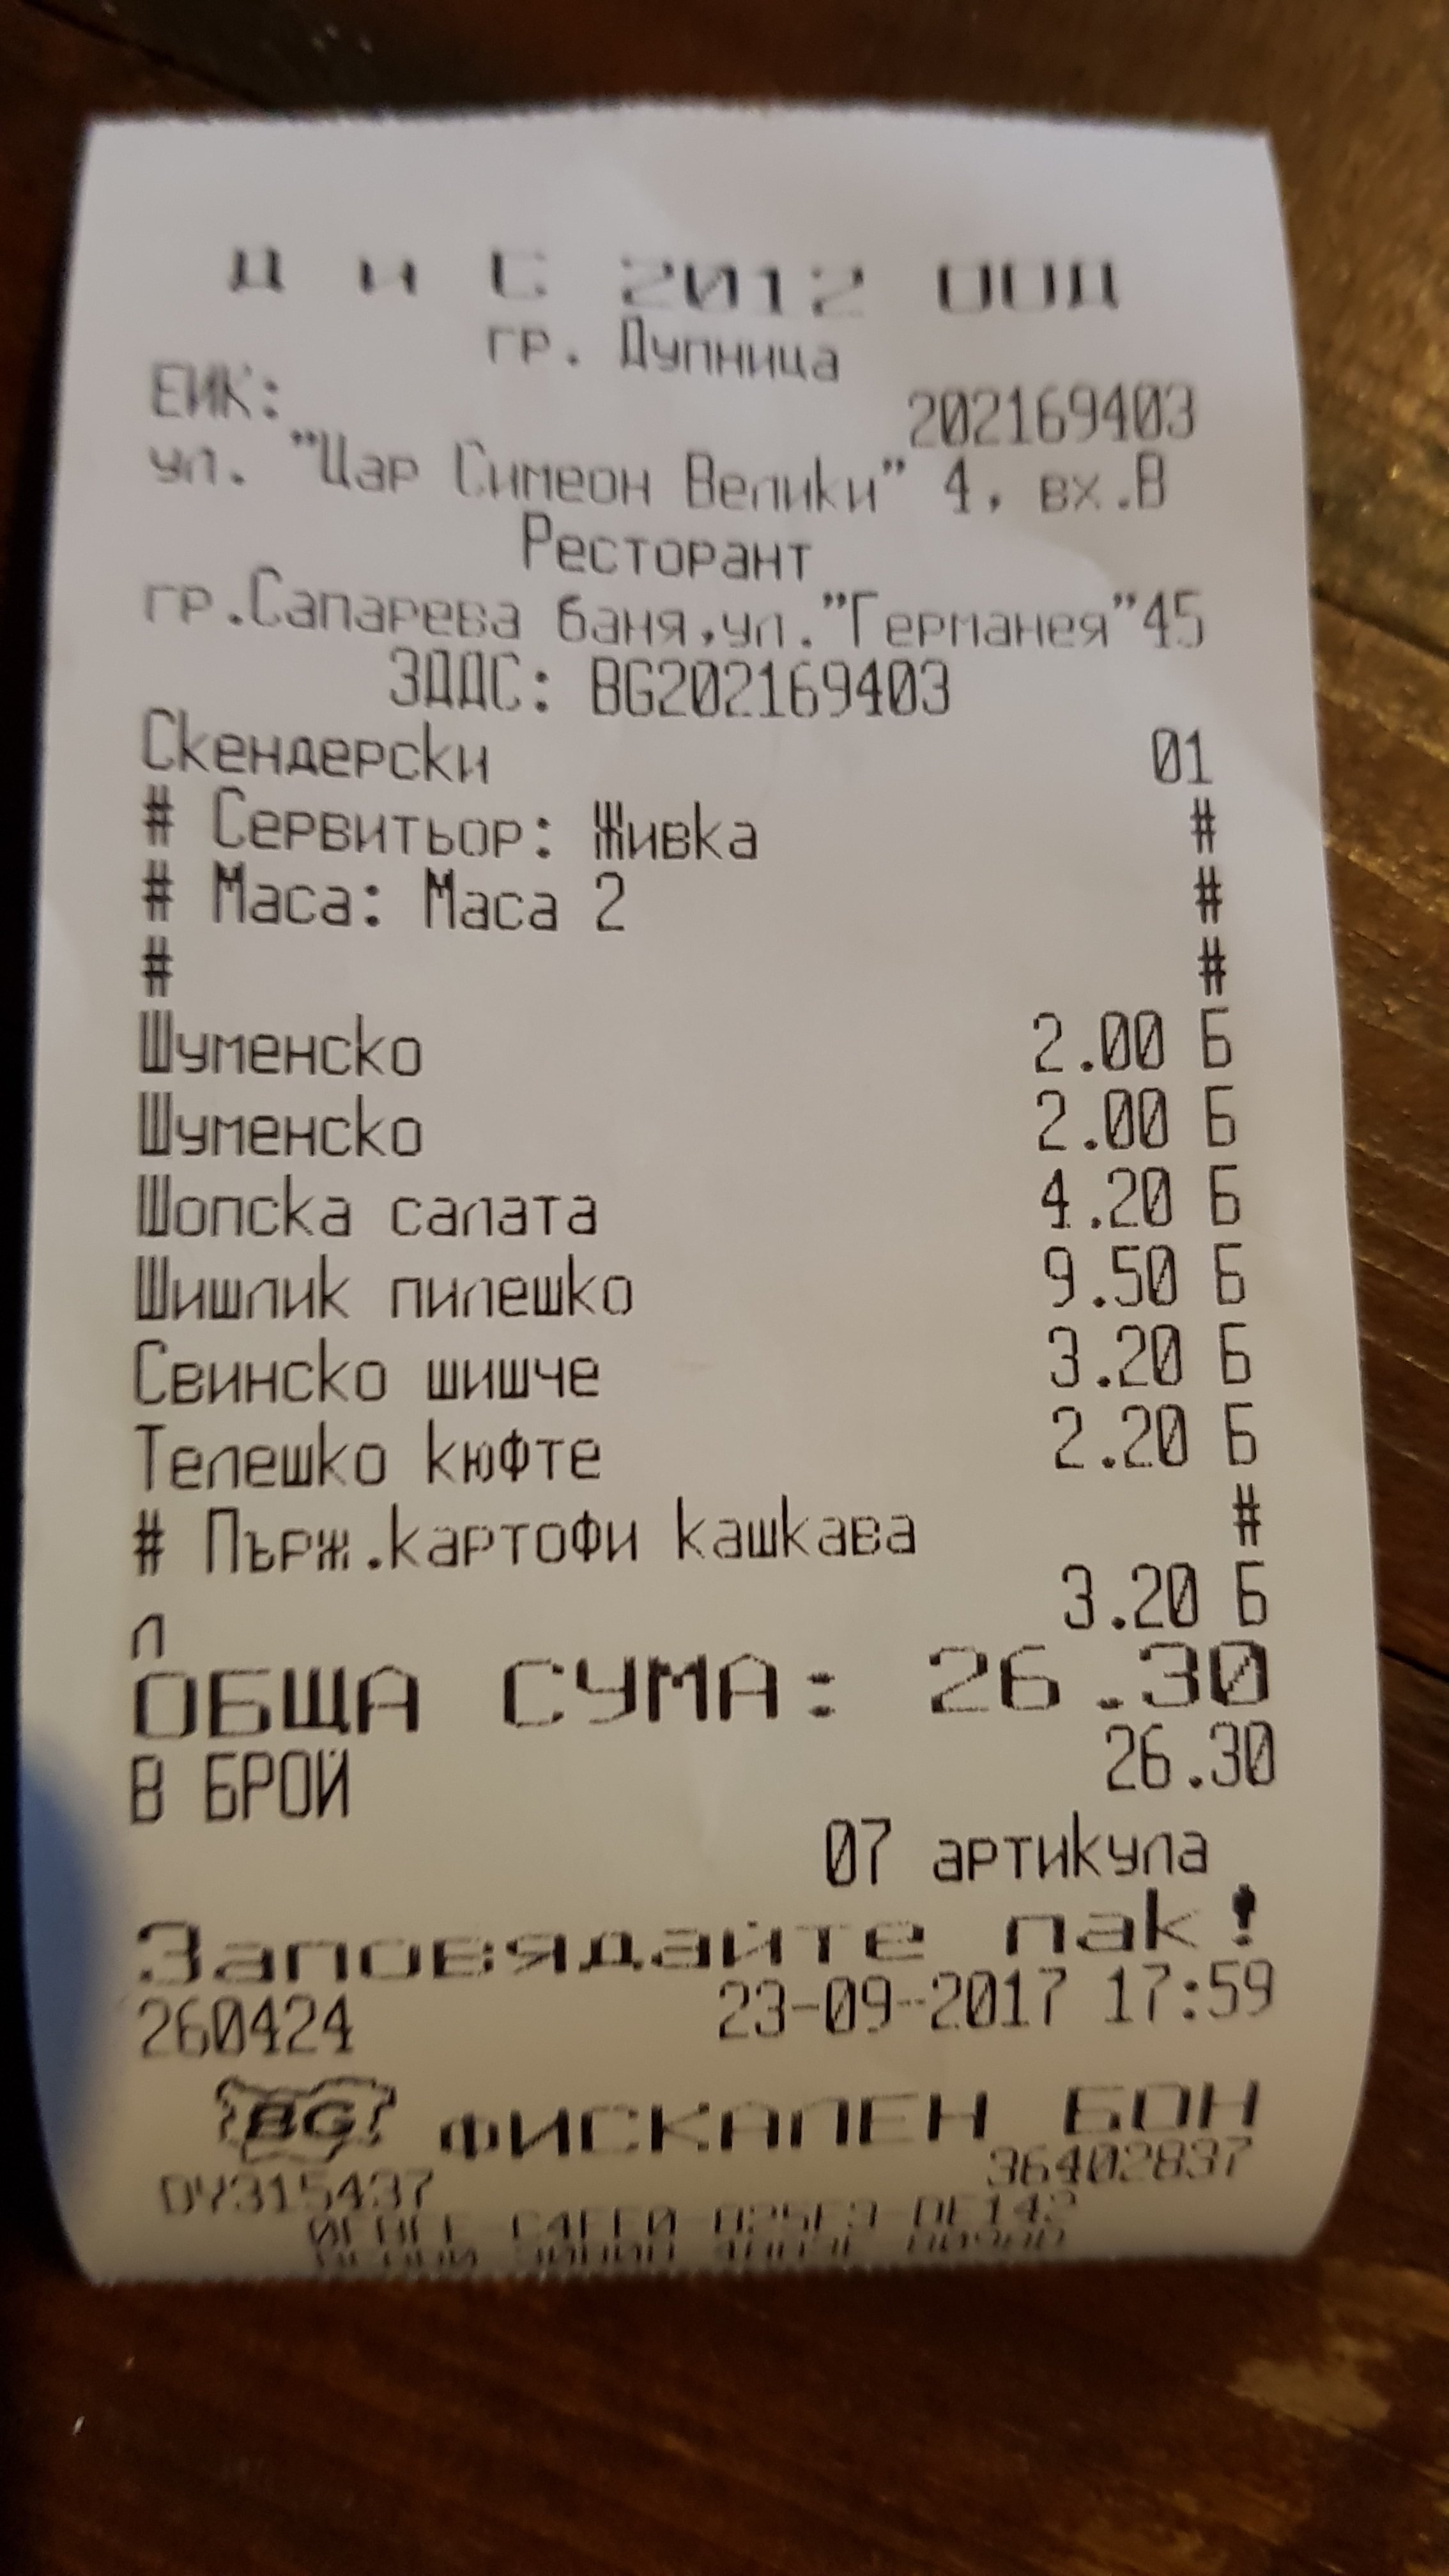 Д и С 2012 ООД
гр. Дупница
ЕИК: 202169403
ул. "Цар Симеон Велики" 4, вх.В
Ресторант
гр.Сапарева баня,ул."Германея"45
ЗДДС: BG202169403
Скендерски 01
# Сервитьор: Живка #
# Маса: Маса 2 #
# #
Шуменско 2.00 Б
Шуменско 2.00 Б
Шопска салата 4.20 Б
Шишлик пилешко 9.50 Б
Свинско шишче 3.20 Б
Телешко кюфте 2.20 Б
# Пърж.картофи кашкава #
л 3.20 Б
ОБЩА СУМА: 26.30
В БРОЙ 26.30
07 артикула
Заповядайте пак!
260424 23-09-2017 17:59
BG ФИСКАЛЕН БОН
DY315437 36402837